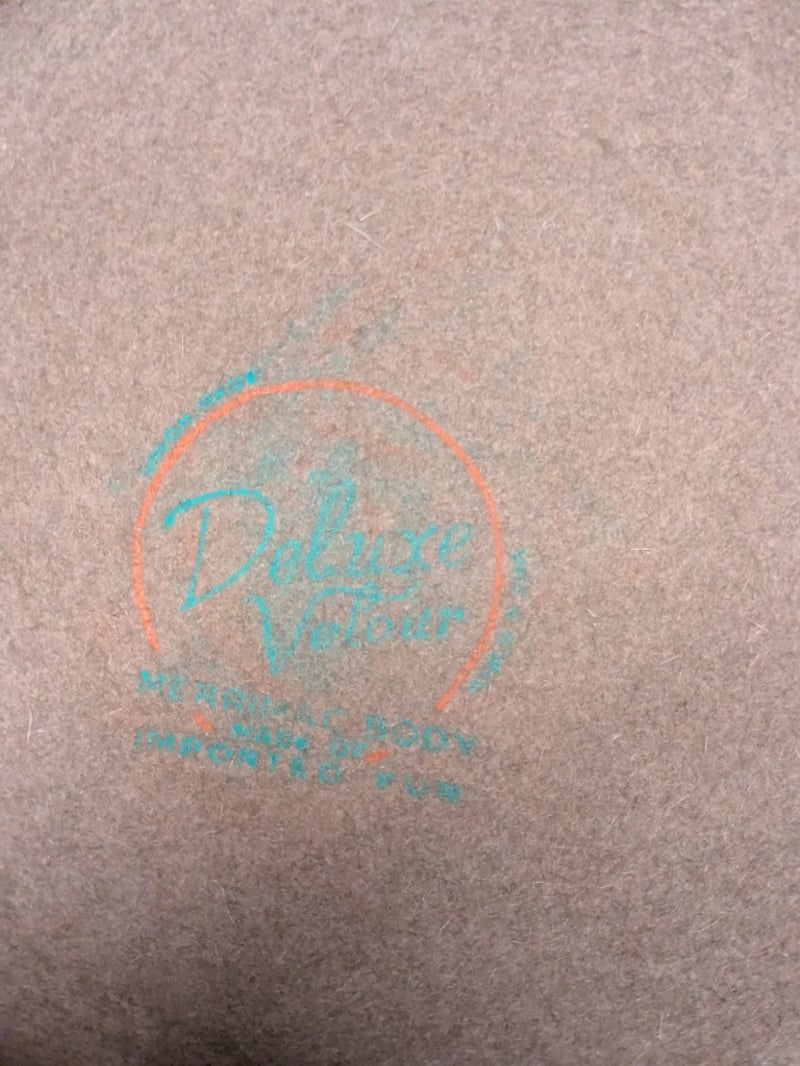 Deluxe
Velour
MERRIMAC BODY
MADE OF
IMPORTED FUR